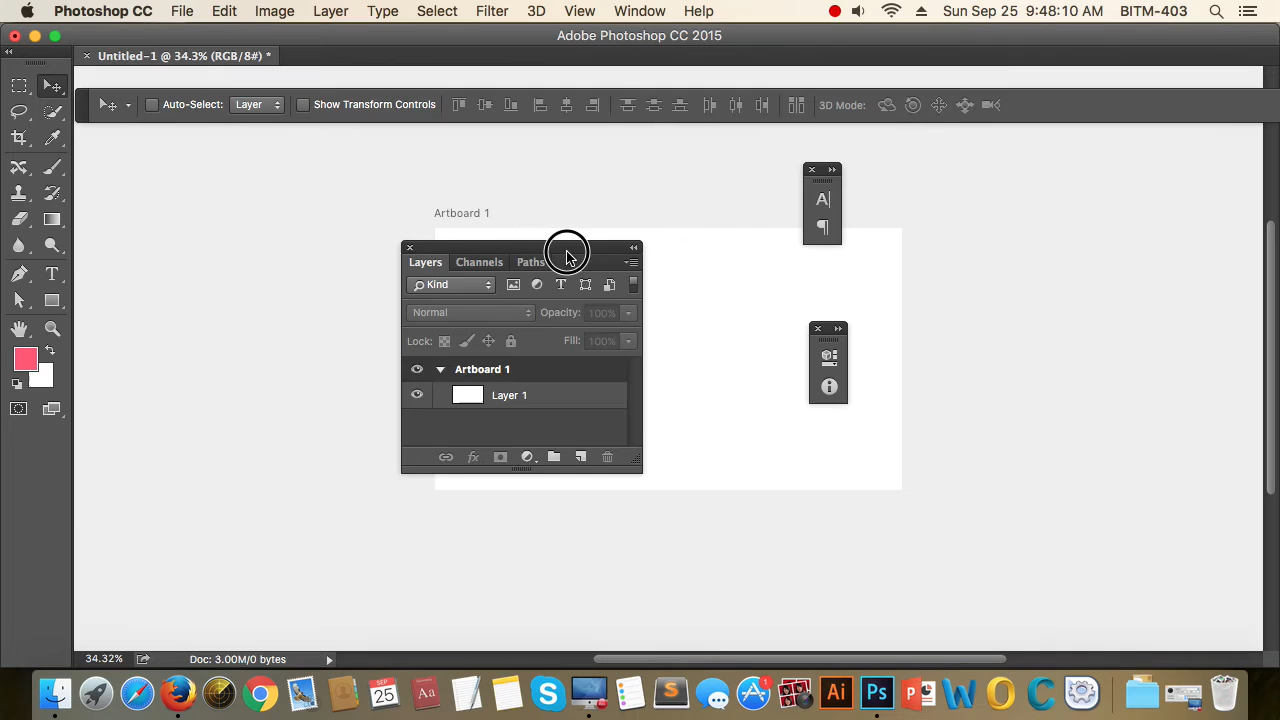 Photoshop CC File Edit Image Layer Type Select Filter 3D View Window Help Sun Sep 25 9:48:10 AM BITM-403
Adobe Photoshop CC 2015
Untitled-1 @ 34.3% (RGB/8#) *
Auto-Select: Layer Show Transform Controls 3D Mode:
Artboard 1
Layers Channels Paths
Kind
Normal Opacity: 100%
Lock: Fill: 100%
Artboard 1
Layer 1
34.32% Doc: 3.00M/0 bytes